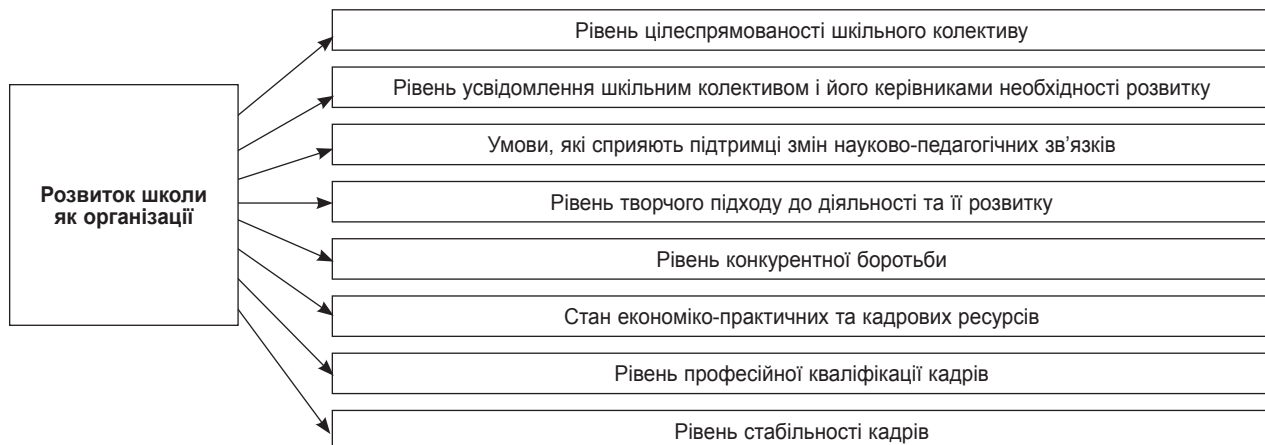 Рівень цілеспрямованості шкільного колективу
Рівень усвідомлення шкільним колективом і його керівниками необхідності розвитку
Умови, які сприяють підтримці змін науково-педагогічних зв’язків
Розвиток школи
як організації
Рівень творчого підходу до діяльності та її розвитку
Рівень конкурентної боротьби
Стан економіко-практичних та кадрових ресурсів
Рівень професійної кваліфікації кадрів
Рівень стабільності кадрів